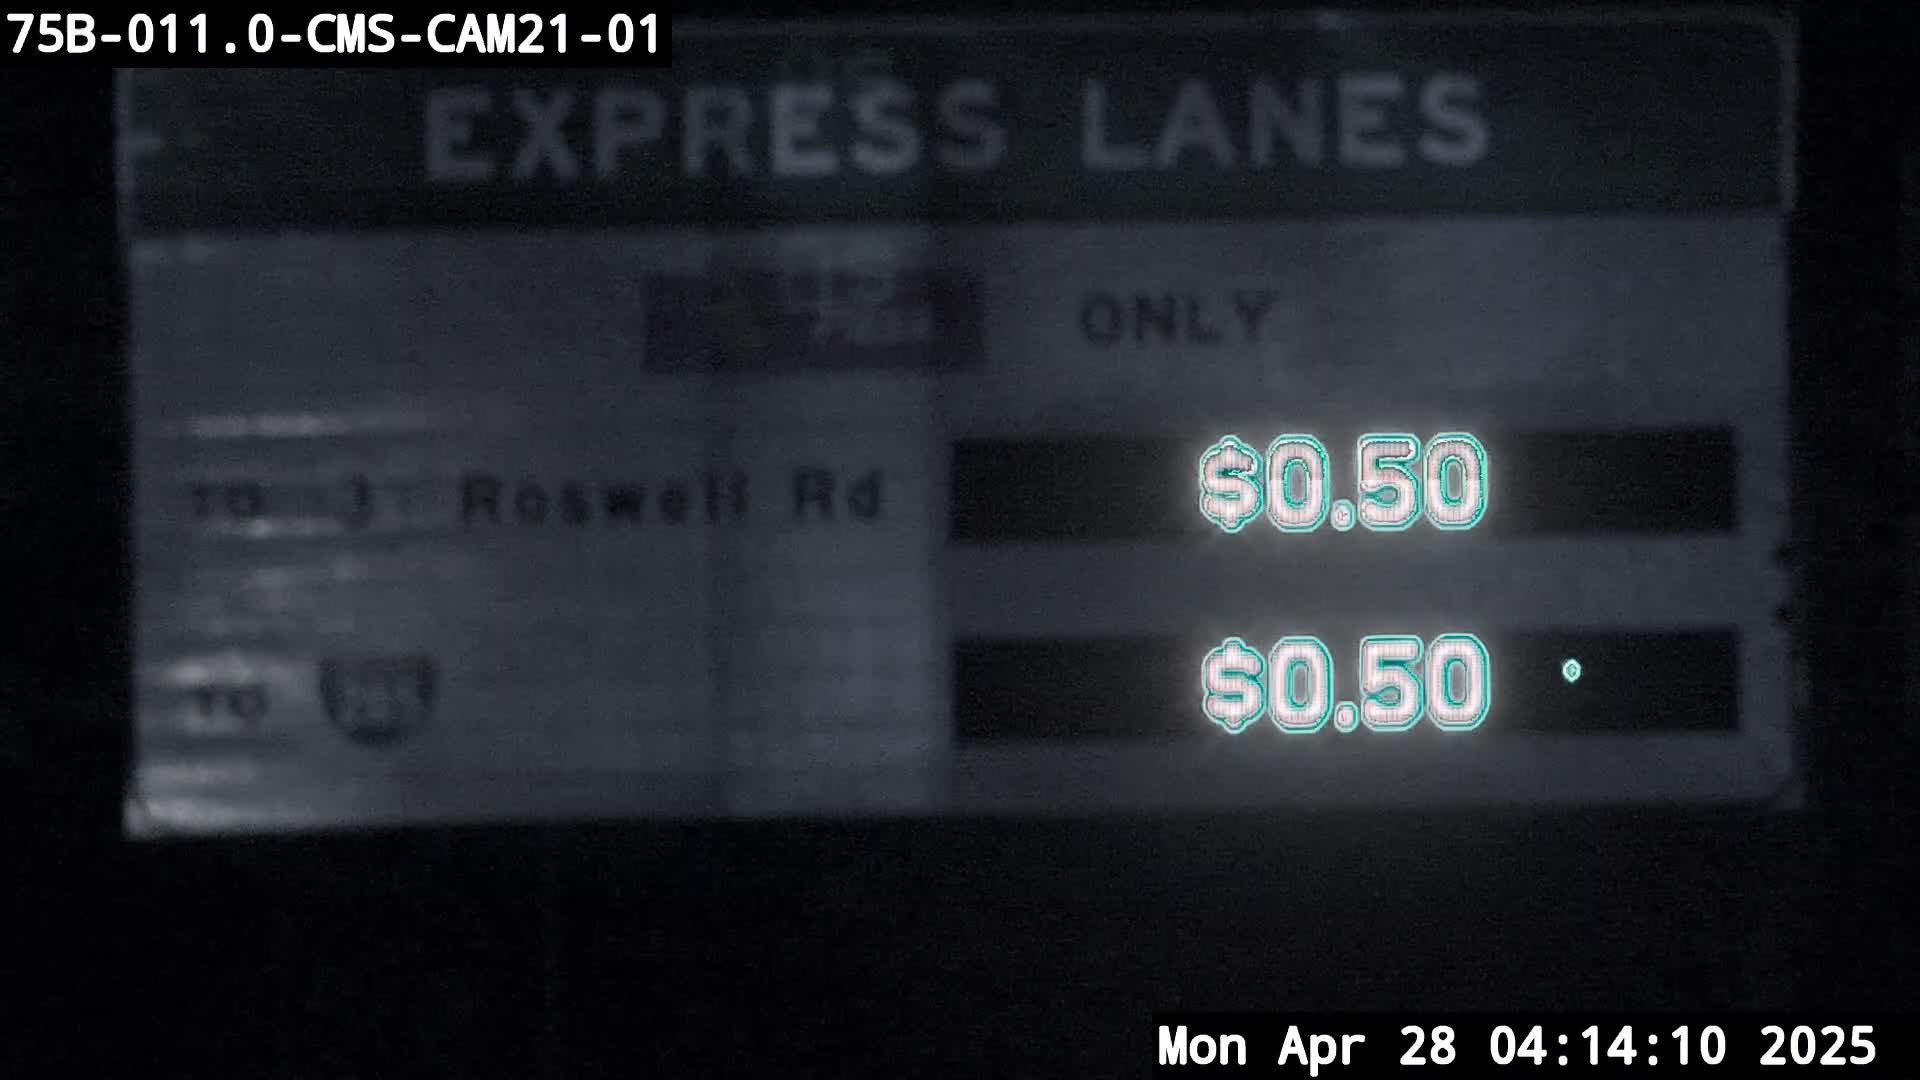 75B-011.0-CMS-CAM21-01
EXPRESS LANES
ONLY
TO Roswell Rd $0.50
TO $0.50
Mon Apr 28 04:14:10 2025